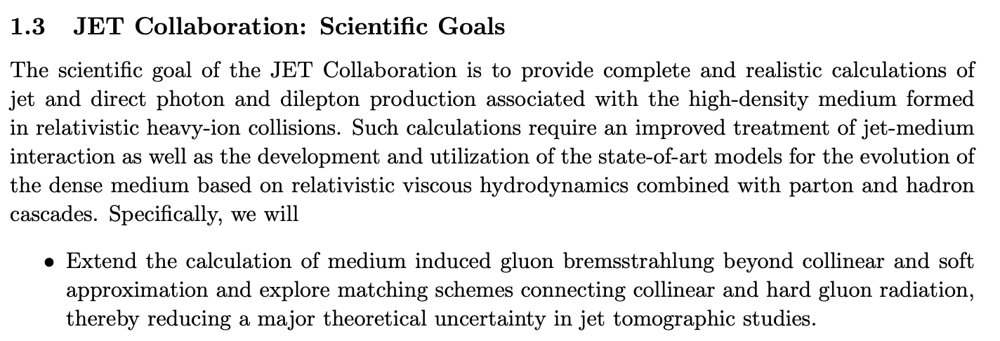 1.3 JET Collaboration: Scientific Goals
The scientific goal of the JET Collaboration is to provide complete and realistic calculations of
jet and direct photon and dilepton production associated with the high-density medium formed
in relativistic heavy-ion collisions. Such calculations require an improved treatment of jet-medium
interaction as well as the development and utilization of the state-of-art models for the evolution of
the dense medium based on relativistic viscous hydrodynamics combined with parton and hadron
cascades. Specifically, we will
• Extend the calculation of medium induced gluon bremsstrahlung beyond collinear and soft
approximation and explore matching schemes connecting collinear and hard gluon radiation,
thereby reducing a major theoretical uncertainty in jet tomographic studies.